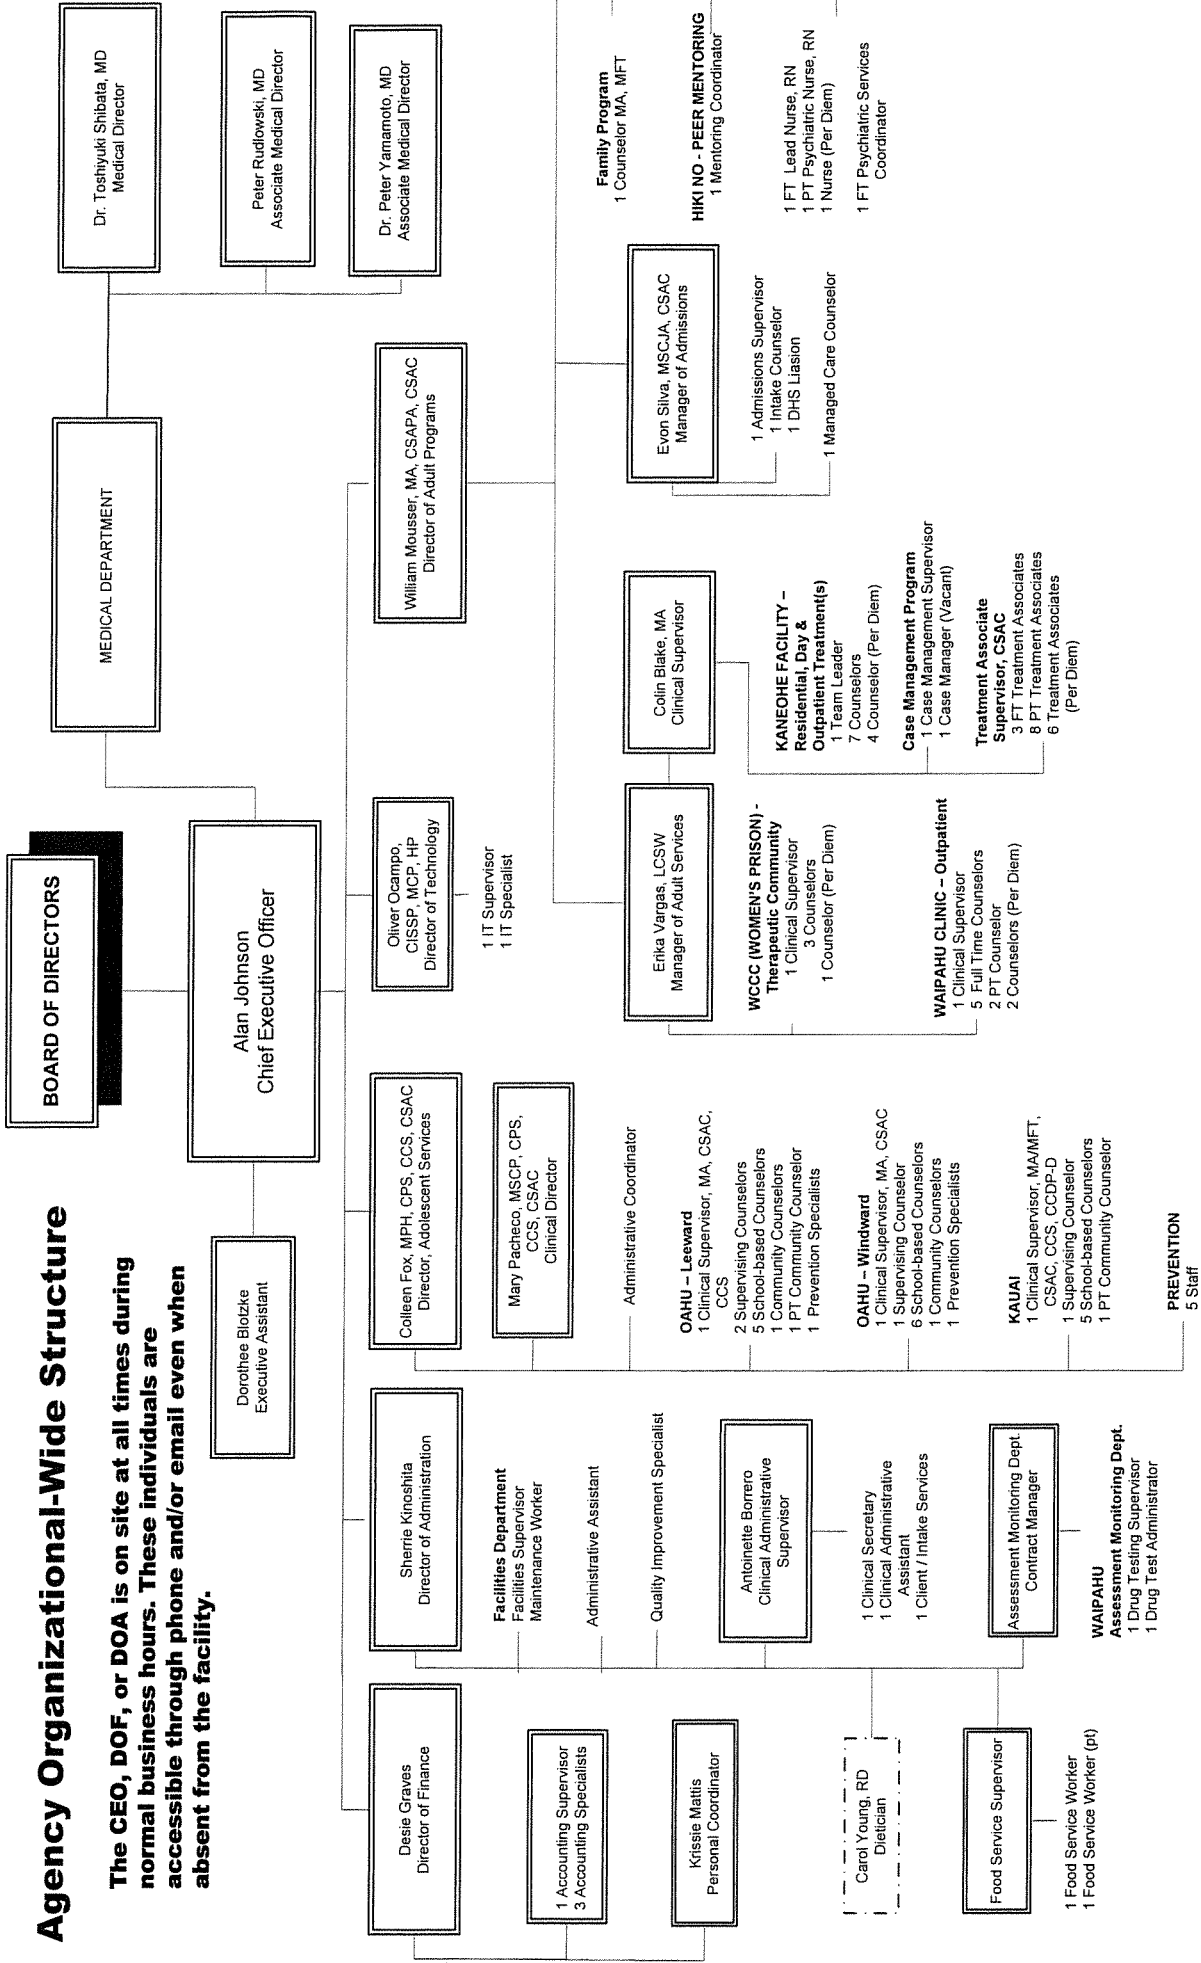 Agency Organizational-Wide Structure
The CEO, DOF, or DOA is on site at all times during
normal business hours. These individuals are
accessible through phone and/or email even when
absent from the facility.
BOARD OF DIRECTORS
Alan Johnson
Chief Executive Officer
Dorothee Blotzke
Executive Assistant
MEDICAL DEPARTMENT
Dr. Toshiyuki Shibata, MD
Medical Director
Peter Rudlowski, MD
Associate Medical Director
Dr. Peter Yamamoto, MD
Associate Medical Director
Desie Graves
Director of Finance
1 Accounting Supervisor
3 Accounting Specialists
Krissie Mattis
Personal Coordinator
Sherrie Kinoshita
Director of Administration
Facilities Department
Facilities Supervisor
Maintenance Worker
Administrative Assistant
Quality Improvement Specialist
Antoinette Borrero
Clinical Administrative
Supervisor
1 Clinical Secretary
1 Clinical Administrative
Assistant
1 Client / Intake Services
Carol Young, RD
Dietician
Food Service Supervisor
1 Food Service Worker
1 Food Service Worker (pt)
Assessment Monitoring Dept.
Contract Manager
WAIPAHU
Assessment Monitoring Dept.
1 Drug Testing Supervisor
1 Drug Test Administrator
Colleen Fox, MPH, CPS, CCS, CSAC
Director, Adolescent Services
Mary Pacheco, MSCP, CPS,
CCS, CSAC
Clinical Director
Administrative Coordinator
OAHU – Leeward
1 Clinical Supervisor, MA, CSAC,
CCS
2 Supervising Counselors
5 School-based Counselors
1 Community Counselors
1 PT Community Counselor
1 Prevention Specialists
OAHU – Windward
1 Clinical Supervisor, MA, CSAC
1 Supervising Counselor
6 School-based Counselors
1 Community Counselors
1 Prevention Specialists
KAUAI
1 Clinical Supervisor, MA/MFT,
CSAC, CCS, CCDP-D
1 Supervising Counselor
5 School-based Counselors
1 PT Community Counselor
PREVENTION
5 Staff
Oliver Ocampo,
CISSP, MCP, HP
Director of Technology
1 IT Supervisor
1 IT Specialist
William Mousser, MA, CSAPA, CSAC
Director of Adult Programs
Erika Vargas, LCSW
Manager of Adult Services
WCCC (WOMEN'S PRISON) -
Therapeutic Community
1 Clinical Supervisor
3 Counselors
1 Counselor (Per Diem)
WAIPAHU CLINIC – Outpatient
1 Clinical Supervisor
5 Full Time Counselors
2 PT Counselor
2 Counselors (Per Diem)
Colin Blake, MA
Clinical Supervisor
KANEOHE FACILITY –
Residential, Day &
Outpatient Treatment(s)
1 Team Leader
7 Counselors
4 Counselor (Per Diem)
Case Management Program
1 Case Management Supervisor
1 Case Manager (Vacant)
Treatment Associate
Supervisor, CSAC
3 FT Treatment Associates
8 PT Treatment Associates
6 Treatment Associates
(Per Diem)
Evon Silva, MSCJA, CSAC
Manager of Admissions
1 Admissions Supervisor
1 Intake Counselor
1 DHS Liasion
1 Managed Care Counselor
Family Program
1 Counselor MA, MFT
HIKI NO - PEER MENTORING
1 Mentoring Coordinator
1 FT Lead Nurse, RN
1 PT Psychiatric Nurse, RN
1 Nurse (Per Diem)
1 FT Psychiatric Services
Coordinator